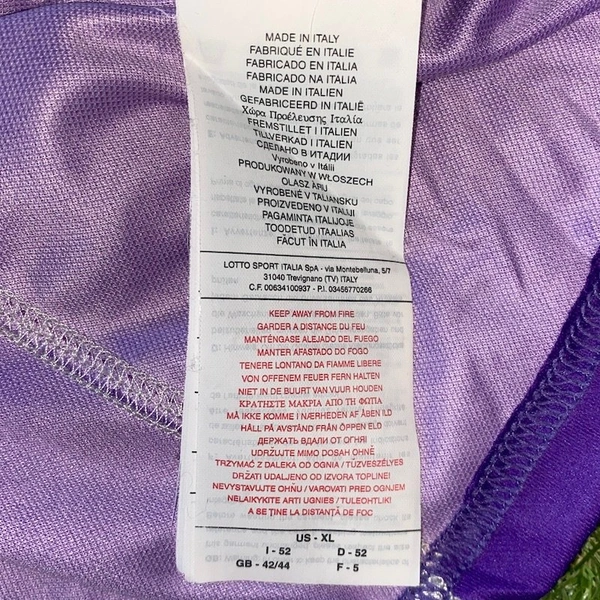 MADE IN ITALY
FABRIQUÉ EN ITALIE
FABRICADO EN ITALIA
FABRICADO NA ITALIA
MADE IN ITALIEN
GEFABRICEERD IN ITALIË
Χώρα Προέλευσης Ιταλία
FREMSTILLET I ITALIEN
TILLVERKAD I ITALIEN
СДЕЛАНО В ИТАДИИ
Vyrobeno v Itálii
PRODUKOWANY W WŁOSZECH
OLASZ ÁRU
VYROBENÉ V TALIANSKU
PROIZVEDENO V ITALIJI
PAGAMINTA ITALIJOJE
TOODETUD ITAALIAS
FĂCUT ÎN ITALIA
LOTTO SPORT ITALIA SpA - via Montebelluna, 5/7
31040 Trevignano (TV) ITALY
C.F. 00634100937 - P.I. 03456770266
KEEP AWAY FROM FIRE
GARDER A DISTANCE DU FEU
MANTÉNGASE ALEJADO DEL FUEGO
MANTER AFASTADO DO FOGO
TENERE LONTANO DA FIAMME LIBERE
VON OFFENEM FEUER FERN HALTEN
NIET IN DE BUURT VAN VUUR HOUDEN
ΚΡΑΤΗΣΤΕ ΜΑΚΡΙΑ ΑΠΟ ΤΗ ΦΩΤΙΑ
MÅ IKKE KOMME I NÆRHEDEN AF ÅBEN ILD
HÅLL PÅ AVSTÅND FRÅN ÖPPEN ELD
ДЕРЖАТЬ ВДАЛИ ОТ ОГНЯ!
UDRŽUJTE MIMO DOSAH OHNĚ
TRZYMAĆ Z DALEKA OD OGNIA / TŰZVESZÉLYES
DRŽATI UDALJENO OD IZVORA TOPLINE!
NEVYSTAVUJTE OHŇU / VAROVATI PRED OGNJEM
NELAIKYKITE ARTI UGNIES / TULEOHTLIK!
A SE ŢINE LA DISTANŢĂ DE FOC
US - XL
I - 52 D - 52
GB - 42/44 F - 5